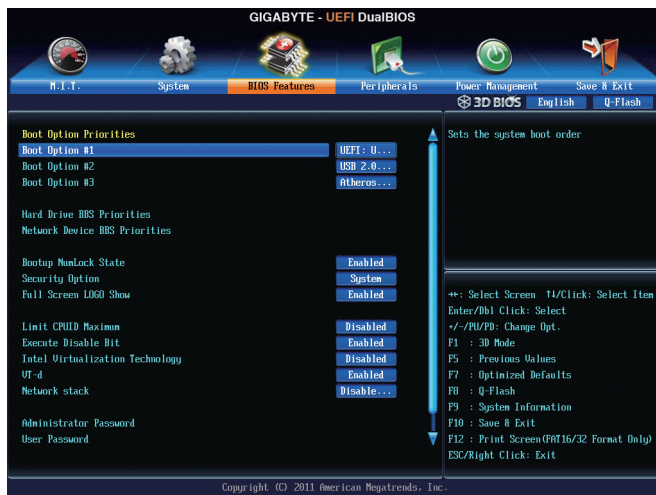 GIGABYTE - UEFI DualBIOS
M.I.T.
System
BIOS Features
Peripherals
Power Management
Save & Exit
3D BIOS
English
Q-Flash
Boot Option Priorities
Boot Option #1 UEFI: U...
Boot Option #2 USB 2.0...
Boot Option #3 Atheros...
Hard Drive BBS Priorities
Network Device BBS Priorities
Bootup NumLock State Enabled
Security Option System
Full Screen LOGO Show Enabled
Limit CPUID Maximum Disabled
Execute Disable Bit Enabled
Intel Virtualization Technology Disabled
VT-d Enabled
Network stack Disable...
Administrator Password
User Password
Sets the system boot order
→←: Select Screen ↑↓/Click: Select Item
Enter/Dbl Click: Select
+/-/PU/PD: Change Opt.
F1 : 3D Mode
F5 : Previous Values
F7 : Optimized Defaults
F8 : Q-Flash
F9 : System Information
F10 : Save & Exit
F12 : Print Screen(FAT16/32 Format Only)
ESC/Right Click: Exit
Copyright (C) 2011 American Megatrends, Inc.